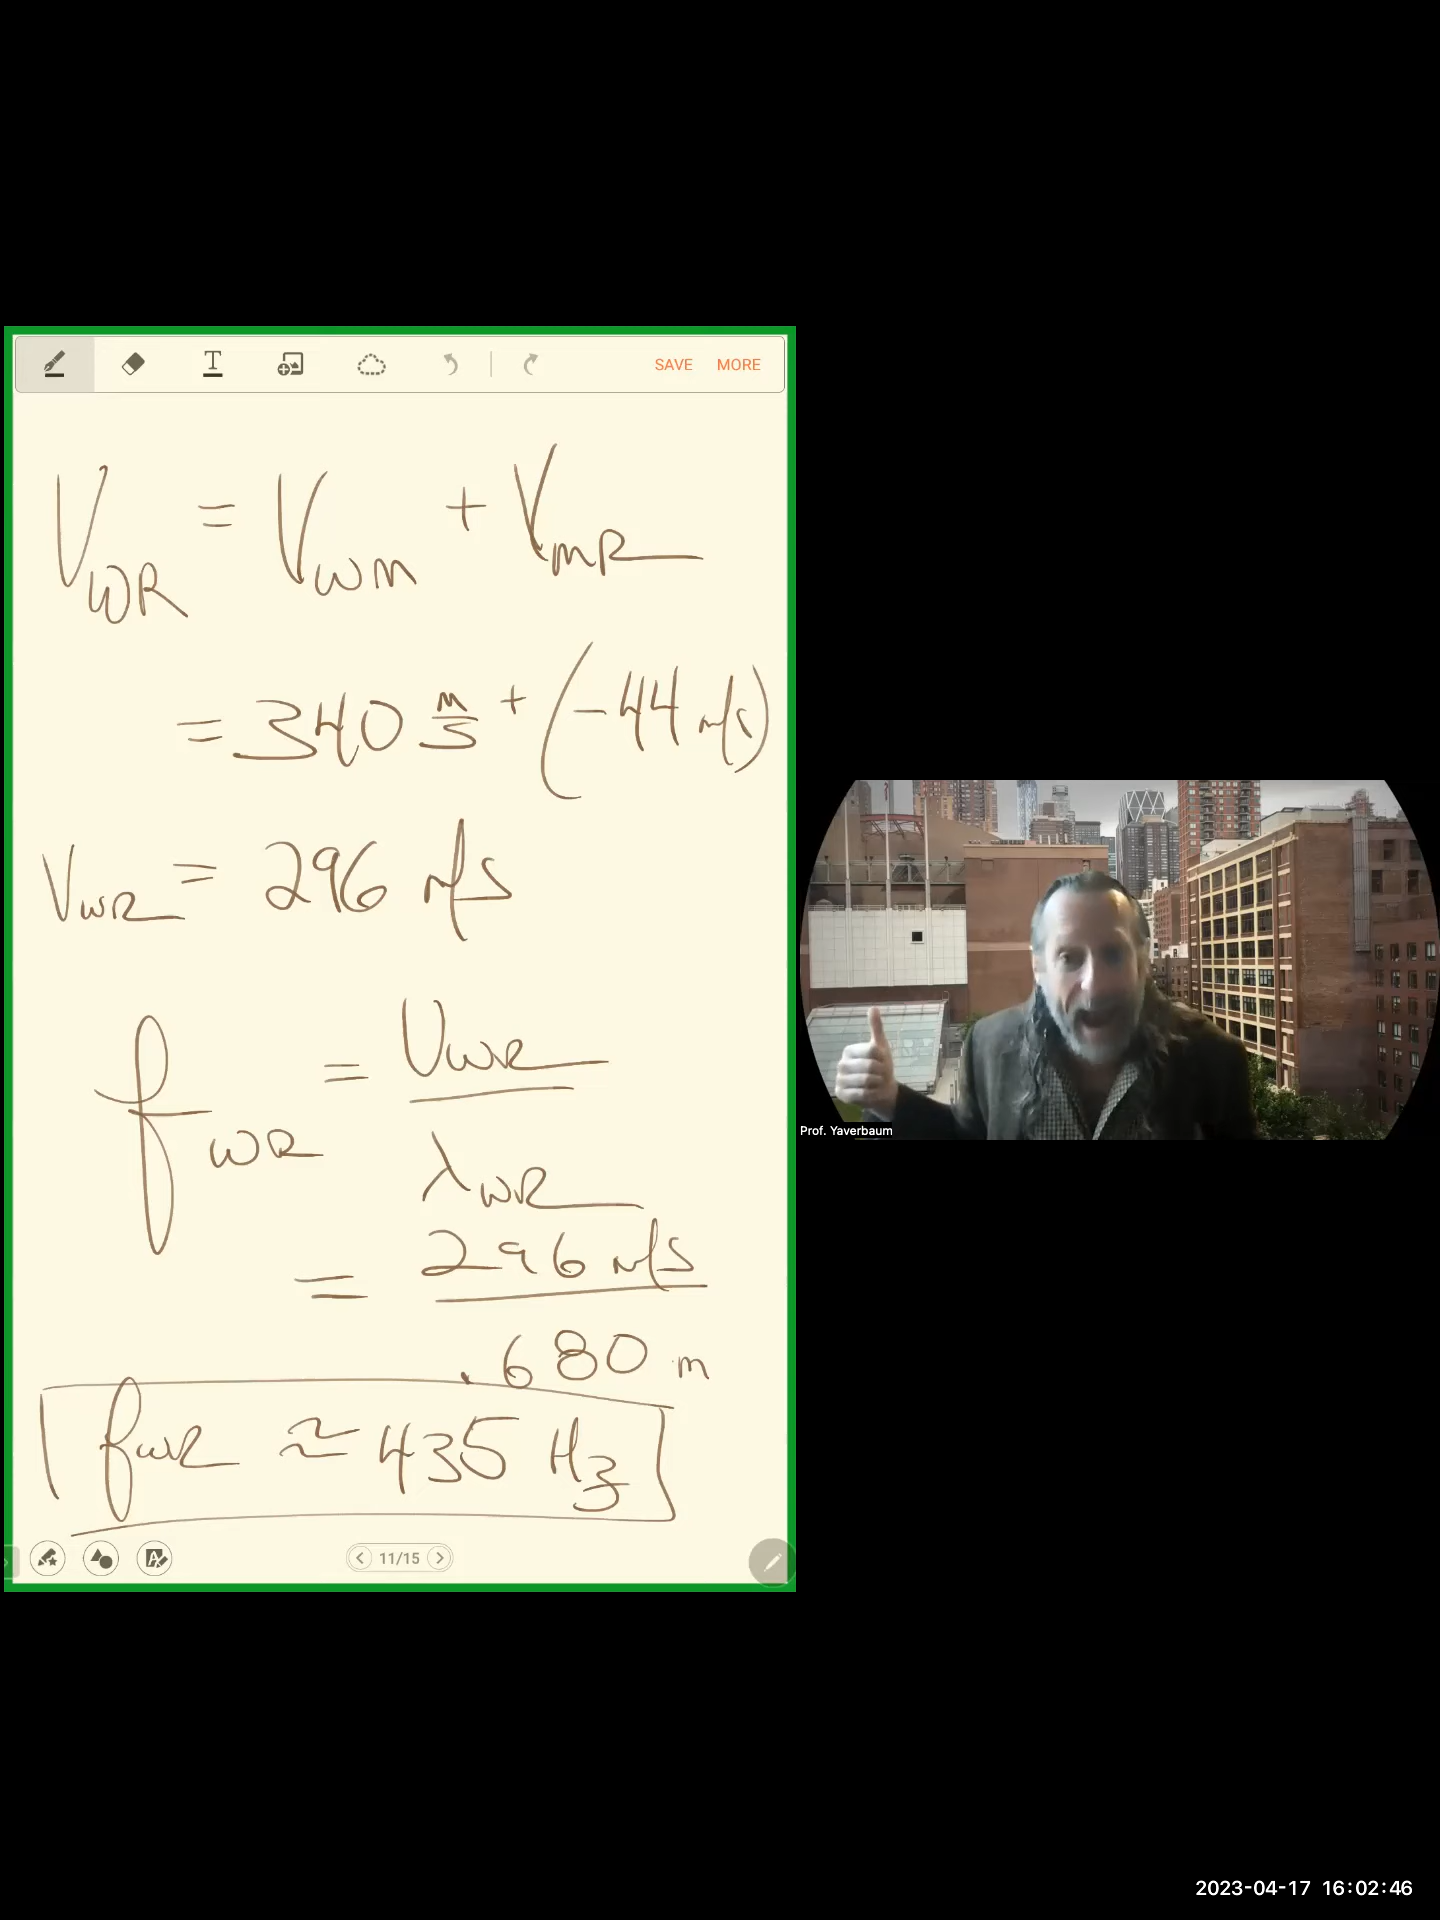 T
SAVE MORE
V_WR = V_WM + V_MR
= 340 m/s + (-44 m/s)
V_WR = 296 m/s
f_WR = V_WR / λ_WR
= 296 m/s / .680 m
f_WR ≈ 435 Hz
11/15
Prof. Yaverbaum
2023-04-17 16:02:46